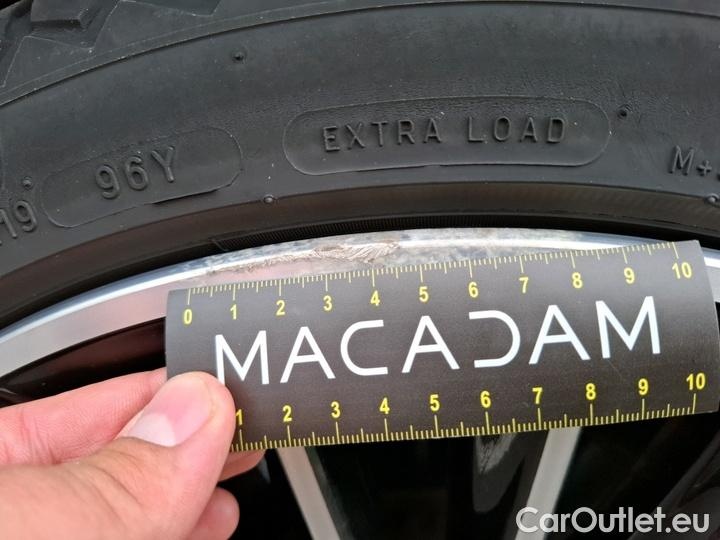 EXTRA LOAD
96Y
M+
19
0 1 2 3 4 5 6 7 8 9 10
MACADAM
1 2 3 4 5 6 7 8 9 10
CarOutlet.eu